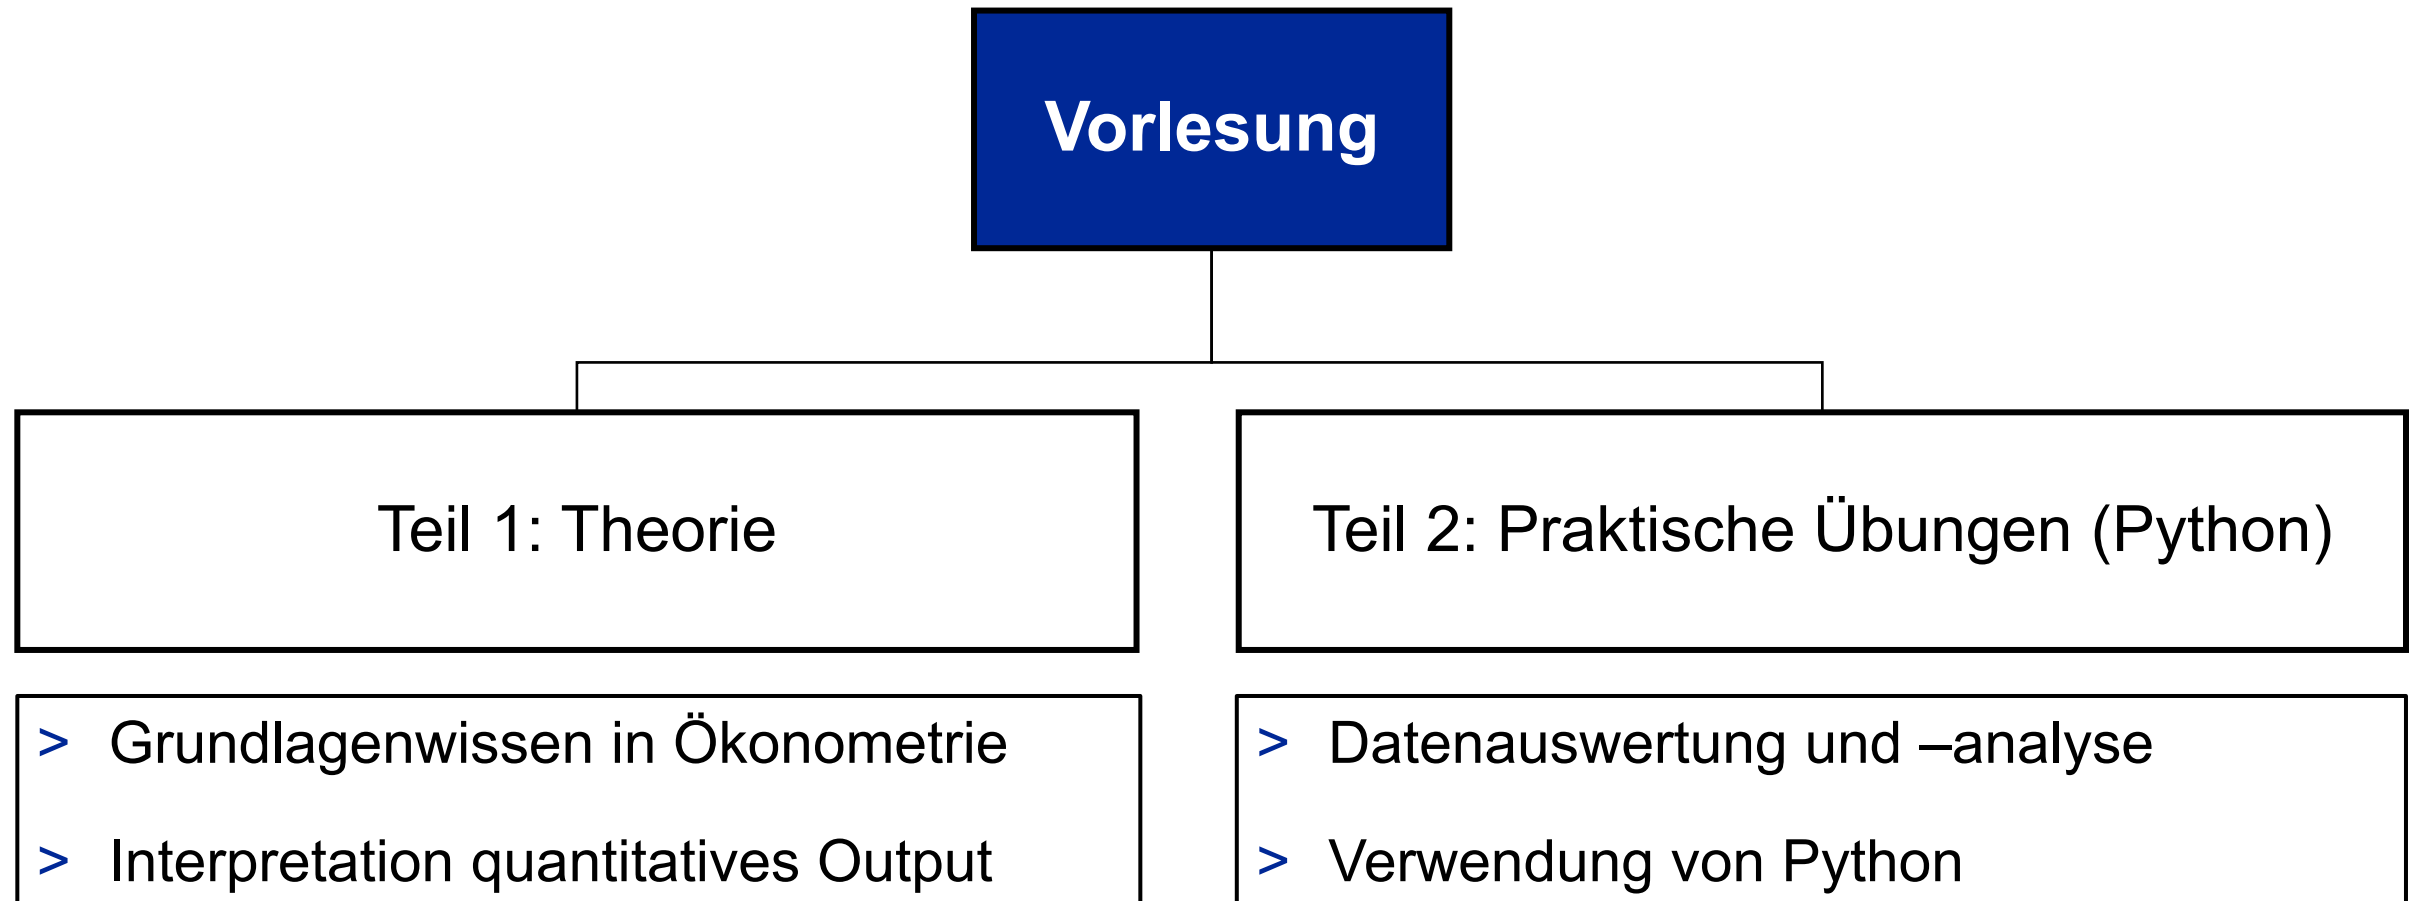 Vorlesung
Teil 1: Theorie
Teil 2: Praktische Übungen (Python)
> Grundlagenwissen in Ökonometrie
> Interpretation quantitatives Output
> Datenauswertung und –analyse
> Verwendung von Python